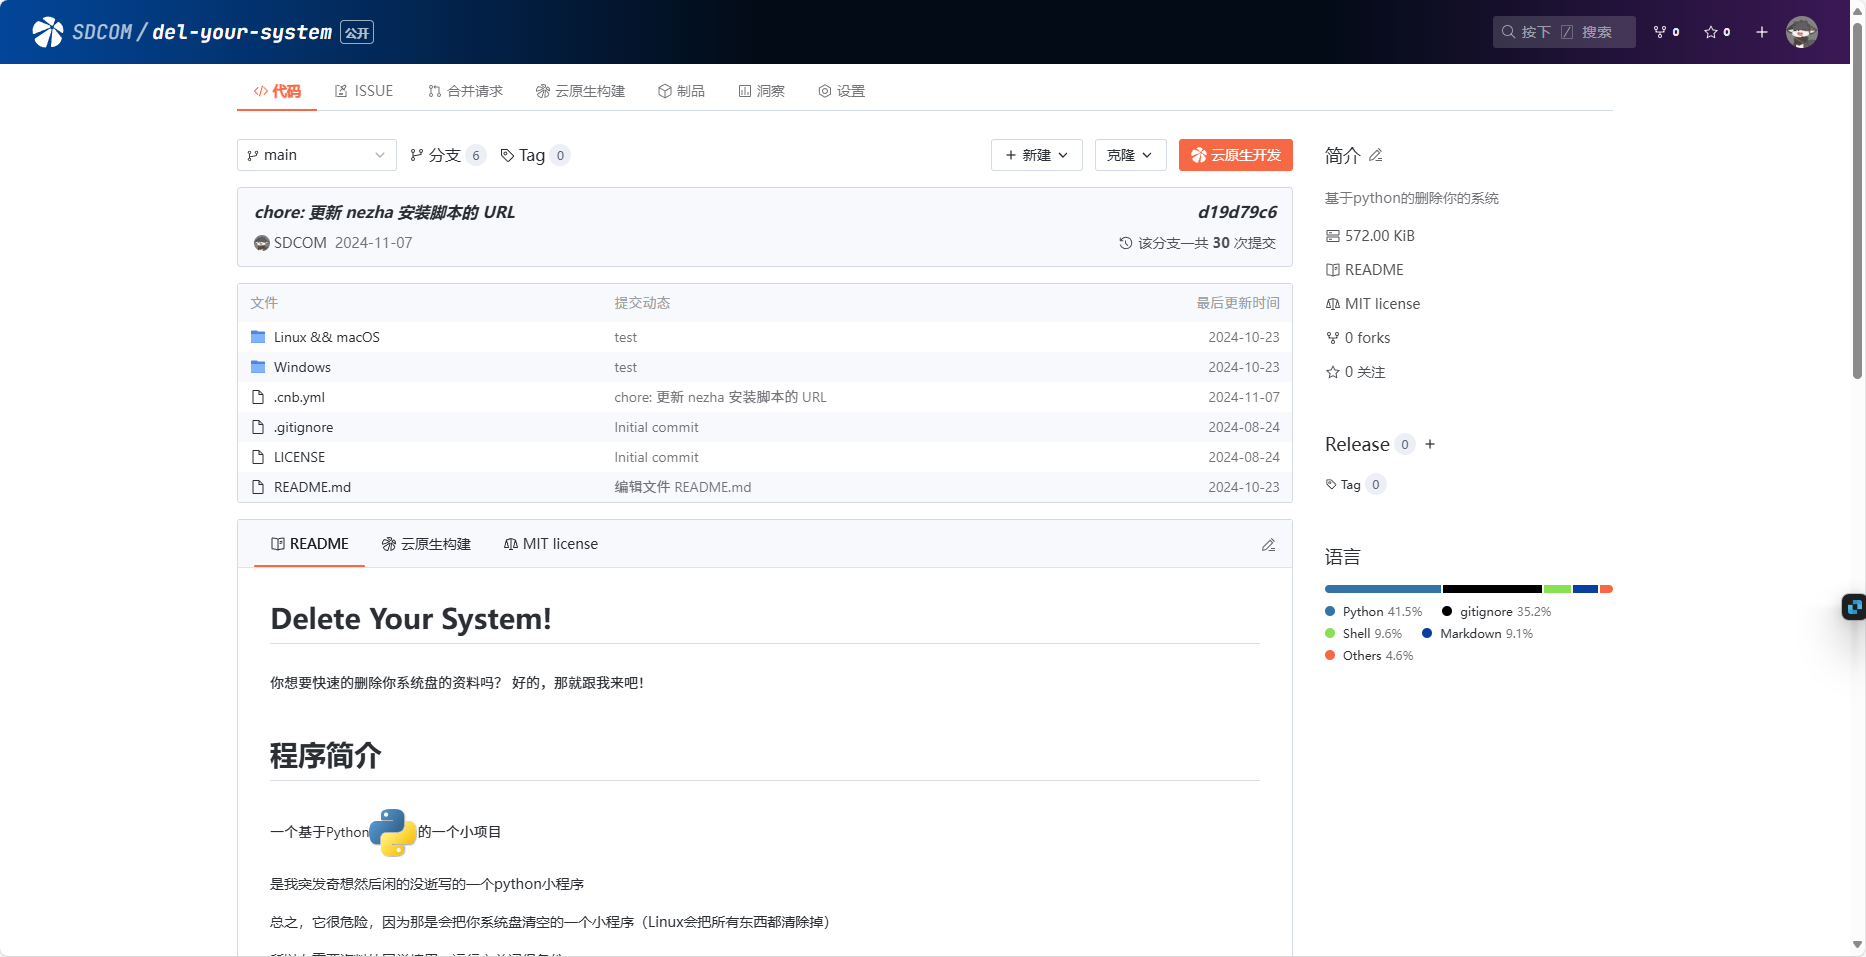 SDCOM / del-your-system 公开
按下 / 搜索
0
0
代码
ISSUE
合并请求
云原生构建
制品
洞察
设置
main
分支 6
Tag 0
新建
克隆
云原生开发
chore: 更新 nezha 安装脚本的 URL
d19d79c6
SDCOM 2024-11-07
该分支一共 30 次提交
文件 提交动态 最后更新时间
Linux && macOS test 2024-10-23
Windows test 2024-10-23
.cnb.yml chore: 更新 nezha 安装脚本的 URL 2024-11-07
.gitignore Initial commit 2024-08-24
LICENSE Initial commit 2024-08-24
README.md 编辑文件 README.md 2024-10-23
README
云原生构建
MIT license
Delete Your System!
你想要快速的删除你系统盘的资料吗？ 好的，那就跟我来吧！
程序简介
一个基于Python的一个小项目
是我突发奇想然后闲的没逝写的一个python小程序
总之，它很危险，因为那是会把你系统盘清空的一个小程序（Linux会把所有东西都清除掉）
简介
基于python的删除你的系统
572.00 KiB
README
MIT license
0 forks
0 关注
Release 0
Tag 0
语言
Python 41.5% gitignore 35.2%
Shell 9.6% Markdown 9.1%
Others 4.6%